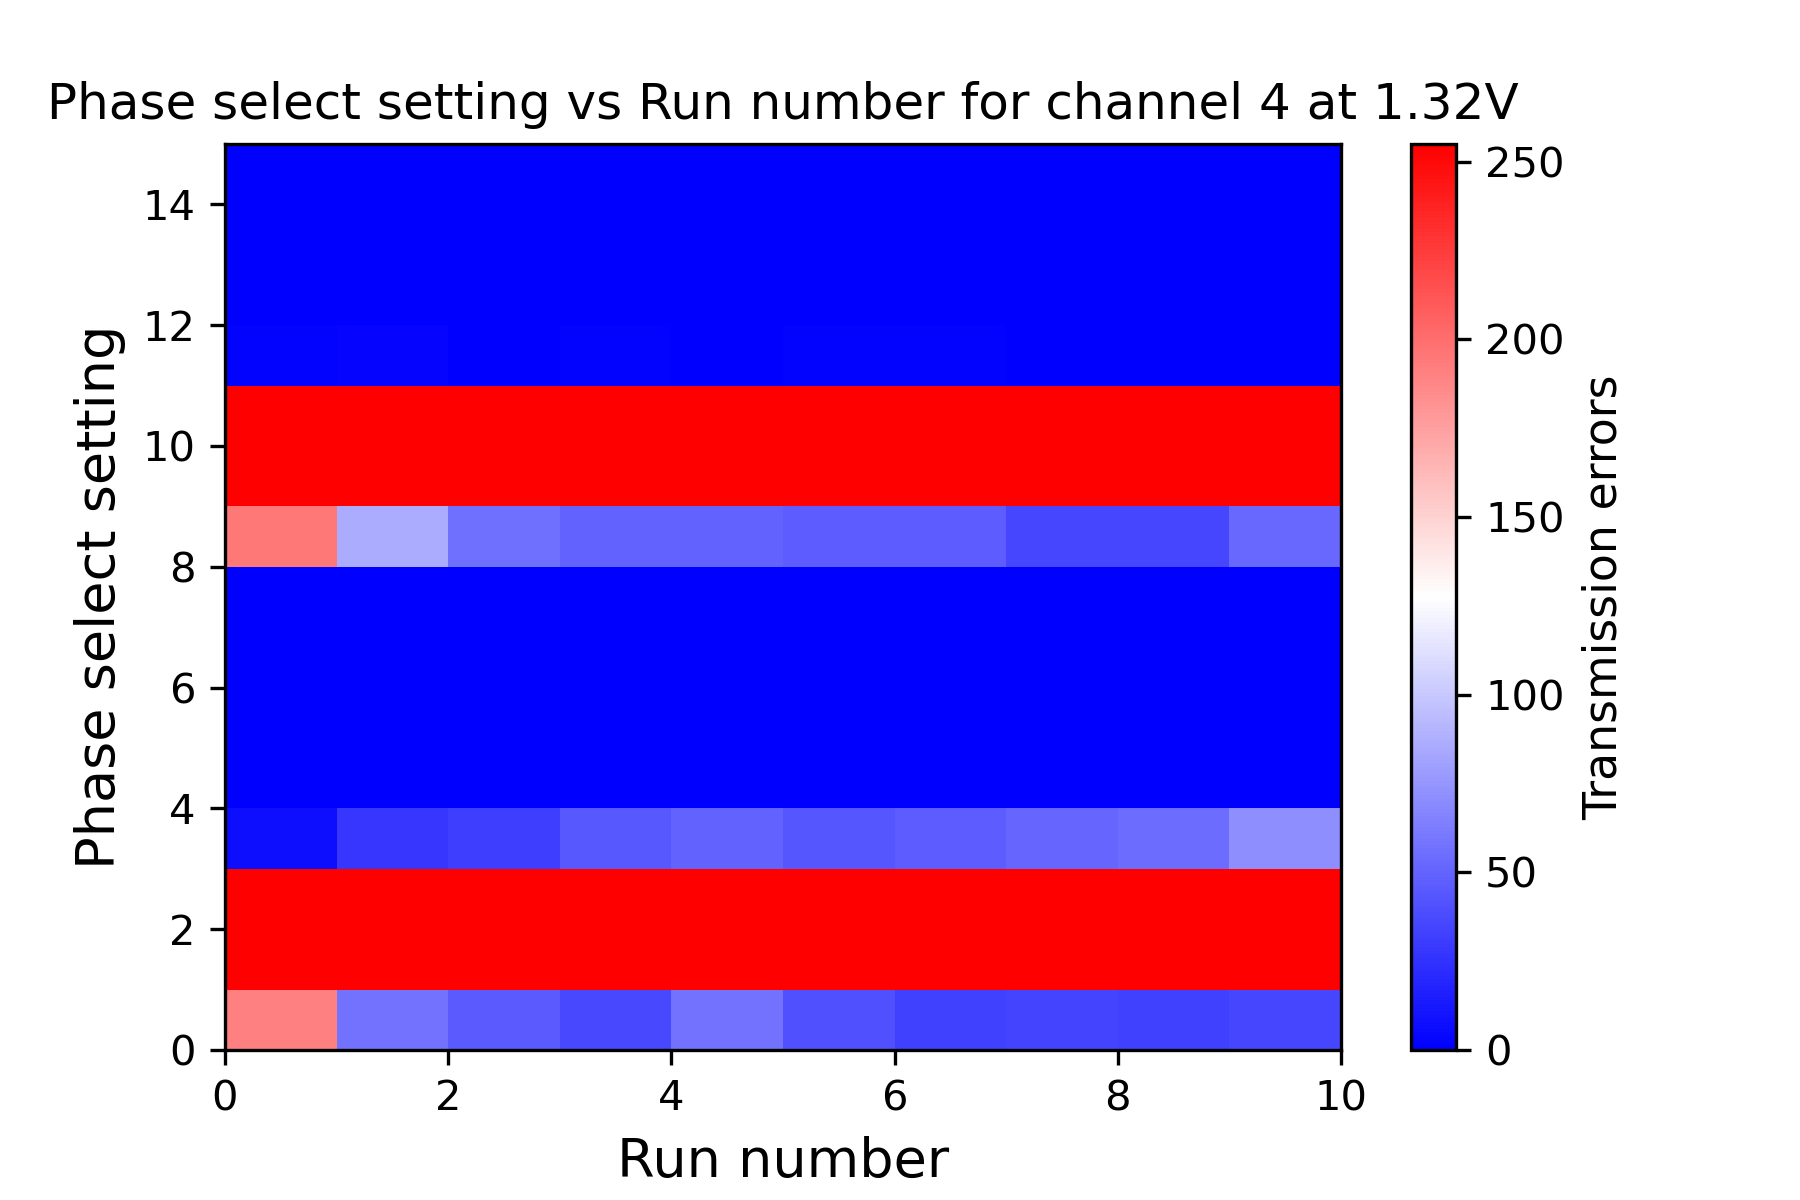 Phase select setting vs Run number for channel 4 at 1.32V
Phase select setting
14
12
10
8
6
4
2
0
0 2 4 6 8 10
Run number
250
200
150
100
50
0
Transmission errors